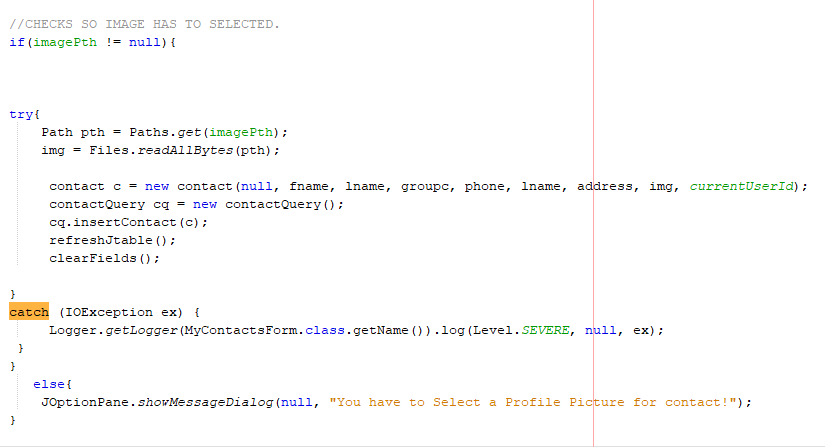 //CHECKS SO IMAGE HAS TO SELECTED.
if(imagePth != null){
try{
Path pth = Paths.get(imagePth);
img = Files.readAllBytes(pth);
contact c = new contact(null, fname, lname, groupc, phone, lname, address, img, currentUserId);
contactQuery cq = new contactQuery();
cq.insertContact(c);
refreshJtable();
clearFields();
}
catch (IOException ex) {
Logger.getLogger(MyContactsForm.class.getName()).log(Level.SEVERE, null, ex);
}
}
else{
JOptionPane.showMessageDialog(null, "You have to Select a Profile Picture for contact!");
}